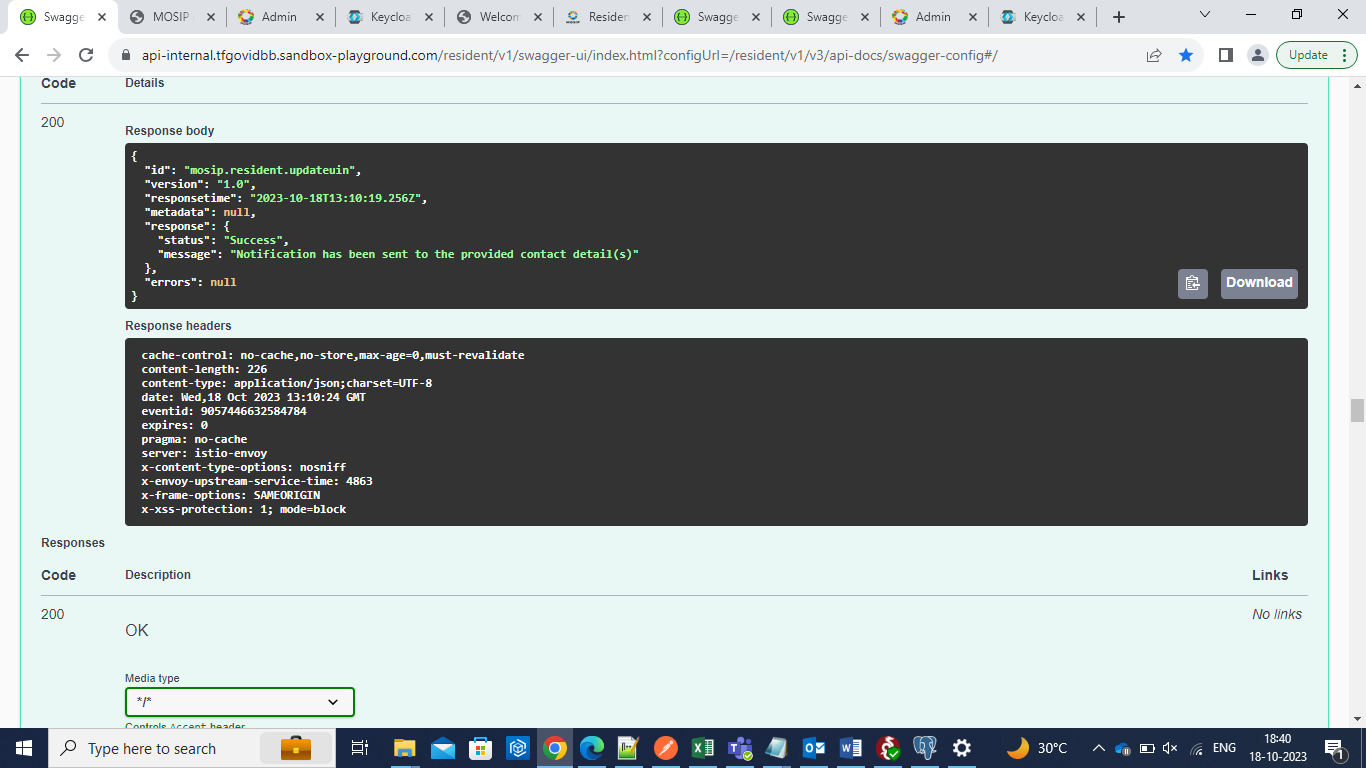 Swagge
MOSIP
Admin
Keycloa
Welcom
Residen
Swagge
Swagge
Admin
Keycloa
api-internal.tfgovidbb.sandbox-playground.com/resident/v1/swagger-ui/index.html?configUrl=/resident/v1/v3/api-docs/swagger-config#/
Update
Code Details
200
Response body
{
"id": "mosip.resident.updateuin",
"version": "1.0",
"responsetime": "2023-10-18T13:10:19.256Z",
"metadata": null,
"response": {
"status": "Success",
"message": "Notification has been sent to the provided contact detail(s)"
},
"errors": null
}
Download
Response headers
cache-control: no-cache,no-store,max-age=0,must-revalidate
content-length: 226
content-type: application/json;charset=UTF-8
date: Wed,18 Oct 2023 13:10:24 GMT
eventid: 9057446632584784
expires: 0
pragma: no-cache
server: istio-envoy
x-content-type-options: nosniff
x-envoy-upstream-service-time: 4863
x-frame-options: SAMEORIGIN
x-xss-protection: 1; mode=block
Responses
Code Description Links
200 No links
OK
Media type
*/*
Controls Accept header
Type here to search
30°C
ENG
18:40
18-10-2023
1